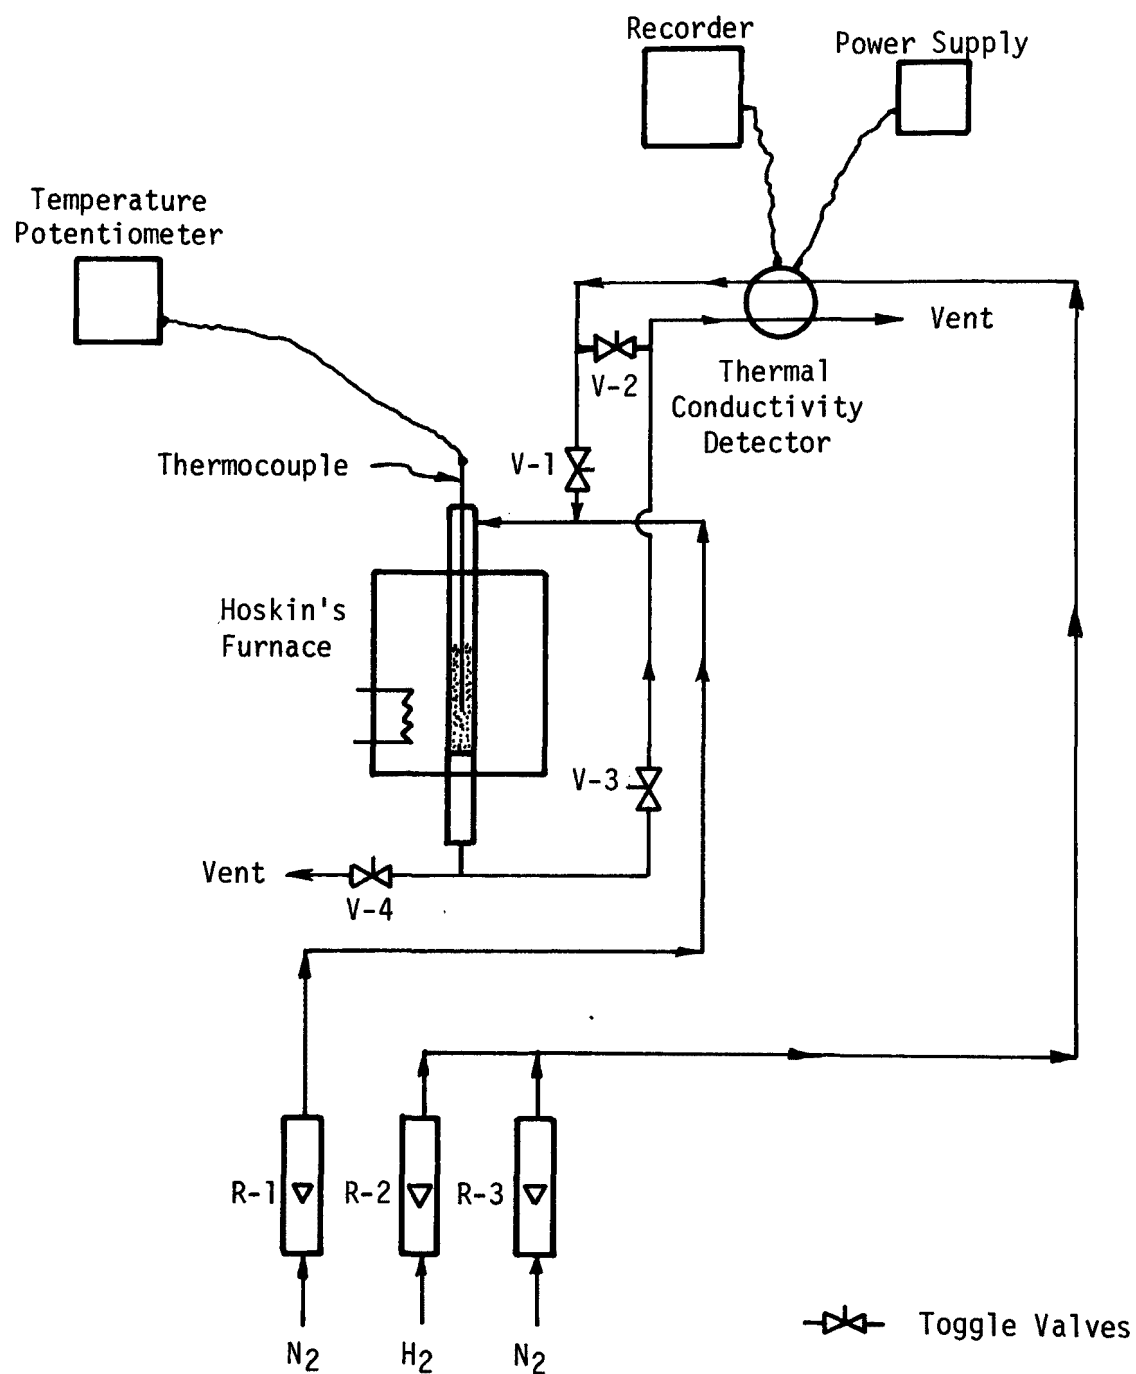 Recorder
Power Supply
Temperature
Potentiometer
Vent
V-2
Thermal
Conductivity
Detector
Thermocouple
V-1
Hoskin's
Furnace
V-3
Vent
V-4
R-1
R-2
R-3
N2
H2
N2
Toggle Valves